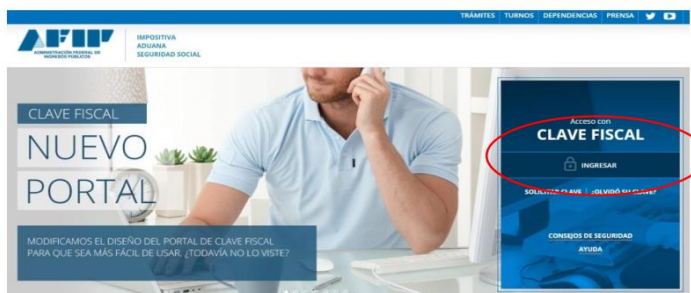 TRÁMITES TURNOS DEPENDENCIAS PRENSA
AFIP
ADMINISTRACIÓN FEDERAL DE
INGRESOS PÚBLICOS
IMPOSITIVA
ADUANA
SEGURIDAD SOCIAL
CLAVE FISCAL
NUEVO
PORTAL
MODIFICAMOS EL DISEÑO DEL PORTAL DE CLAVE FISCAL
PARA QUE SEA MÁS FÁCIL DE USAR. ¿TODAVÍA NO LO VISTE?
Acceso con
CLAVE FISCAL
INGRESAR
SOLICITAR CLAVE | ¿OLVIDÓ SU CLAVE?
CONSEJOS DE SEGURIDAD
AYUDA